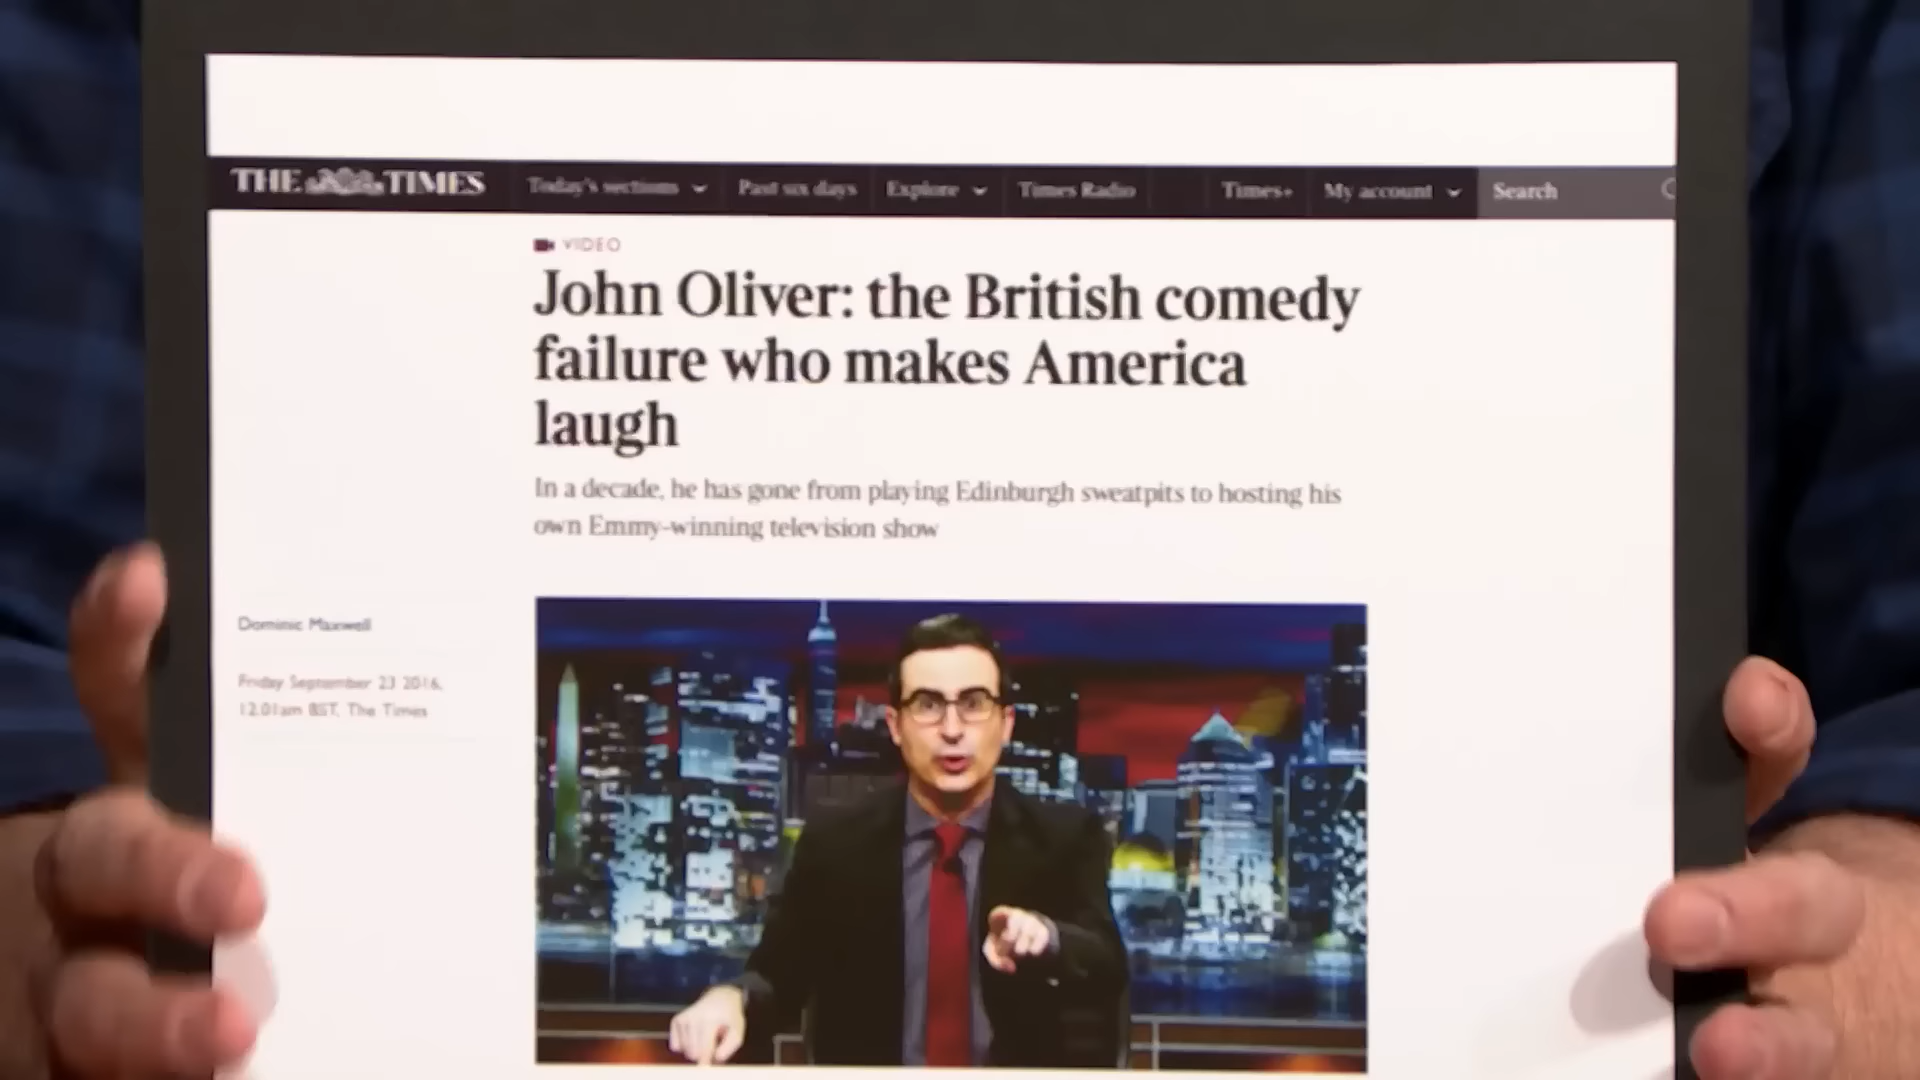 THE TIMES
Today's sections
Past six days
Explore
Times Radio
Times+
My account
Search
VIDEO
John Oliver: the British comedy
failure who makes America
laugh
In a decade, he has gone from playing Edinburgh sweatpits to hosting his
own Emmy-winning television show
Dominic Maxwell
Friday September 23 2016,
12.01am BST, The Times